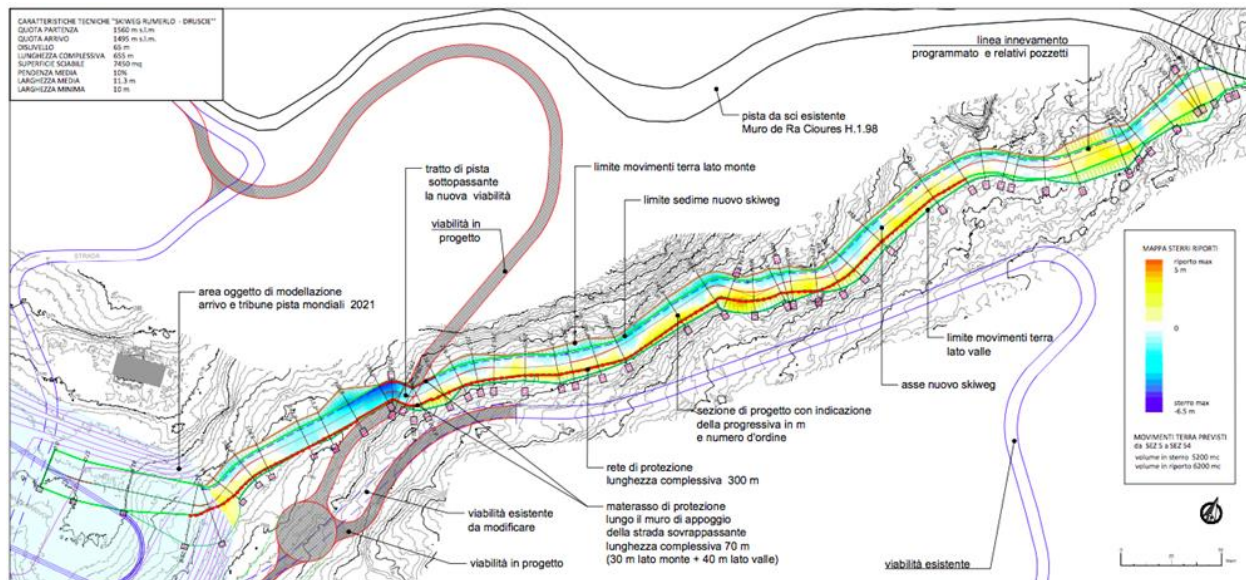 CARATTERISTICHE TECNICHE "SKIWEG RUMERLO - DRUSCIE"
QUOTA PARTENZA 1560 m s.l.m.
QUOTA ARRIVO 1495 m s.l.m.
DISLIVELLO 65 m
LUNGHEZZA COMPLESSIVA 655 m
SUPERFICIE SCIABILE 7450 mq
PENDENZA MEDIA 10%
LARGHEZZA MEDIA 11.3 m
LARGHEZZA MINIMA 10 m
linea innevamento
programmato e relativi pozzetti
pista da sci esistente
Muro de Ra Cioures H.1.98
tratto di pista
sottopassante
la nuova viabilità
limite movimenti terra lato monte
limite sedime nuovo skiweg
viabilità in
progetto
STRADA
area oggetto di modellazione
arrivo e tribune pista mondiali 2021
MAPPA STERRI RIPORTI
riporto max
5 m
0
sterro max
-6.5 m
MOVIMENTI TERRA PREVISTI
da SEZ 5 a SEZ 54
volume in sterro 5200 mc
volume in riporto 6200 mc
limite movimenti terra
lato valle
asse nuovo skiweg
sezione di progetto con indicazione
della progressiva in m
e numero d'ordine
rete di protezione
lunghezza complessiva 300 m
viabilità esistente
da modificare
materasso di protezione
lungo il muro di appoggio
della strada sovrappassante
lunghezza complessiva 70 m
(30 m lato monte + 40 m lato valle)
viabilità in progetto
viabilità esistente